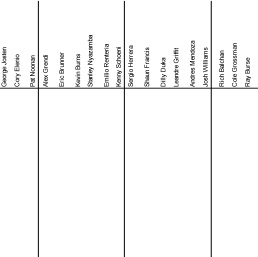 George Josten
Cory Elenio
Pat Noonan
Alex Grendi
Eric Brunner
Kevin Burns
Stanley Nyazamba
Emilio Renteria
Kenny Schoeni
Sergio Herrera
Shaun Francis
Dilly Duka
Leandre Griffit
Andres Mendoza
Josh Williams
Rich Balchan
Cole Grossman
Ray Burse